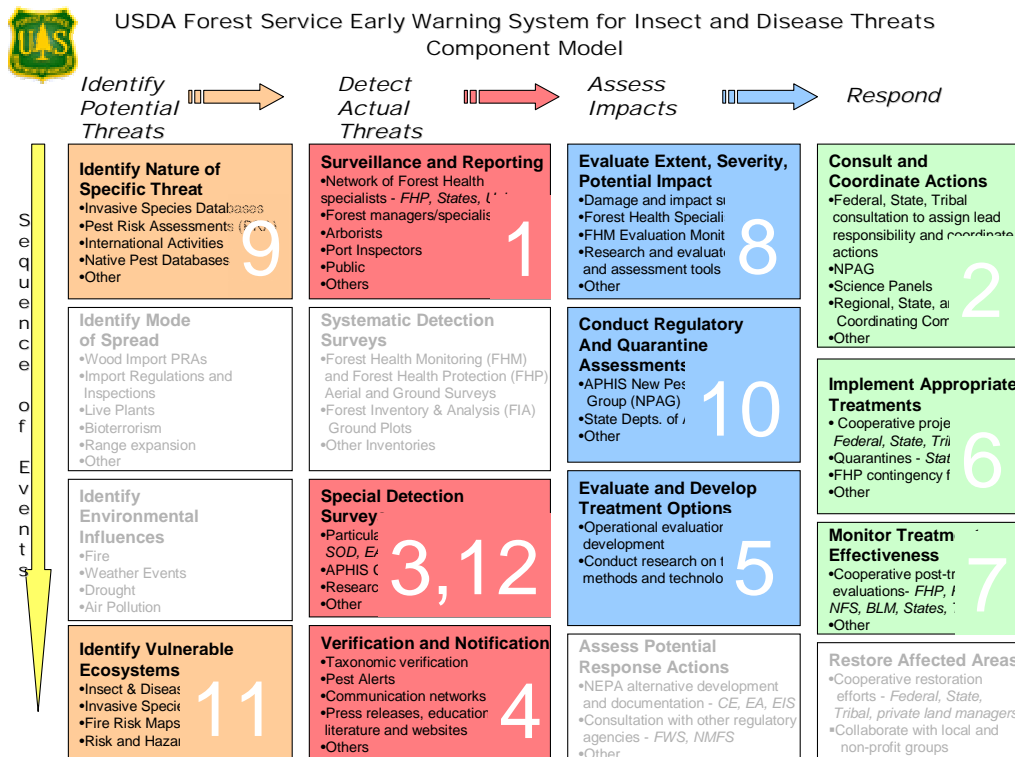 USDA Forest Service Early Warning System for Insect and Disease Threats
Component Model
UAS
Identify
Potential
Threats
Detect
Actual
Threats
Assess
Impacts
Respond
Sequence of Events
Identify Nature of
Specific Threat
•Invasive Species Databases
•Pest Risk Assessments (PRA)
•International Activities
•Native Pest Databases
•Other
9
Identify Mode
of Spread
•Wood Import PRAs
•Import Regulations and
Inspections
•Live Plants
•Bioterrorism
•Range expansion
•Other
Identify
Environmental
Influences
•Fire
•Weather Events
•Drought
•Air Pollution
Identify Vulnerable
Ecosystems
•Insect & Diseas
•Invasive Specie
•Fire Risk Maps
•Risk and Hazar
11
Surveillance and Reporting
•Network of Forest Health
specialists - FHP, States,
•Forest managers/specialis
•Arborists
•Port Inspectors
•Public
•Others
1
Systematic Detection
Surveys
•Forest Health Monitoring (FHM)
and Forest Health Protection (FHP)
Aerial and Ground Surveys
•Forest Inventory & Analysis (FIA)
Ground Plots
•Other Inventories
Special Detection
Survey
•Particula
SOD, EA
•APHIS
•Researc
•Other
3,12
Verification and Notification
•Taxonomic verification
•Pest Alerts
•Communication networks
•Press releases, education
literature and websites
•Others
4
Evaluate Extent, Severity,
Potential Impact
•Damage and impact su
•Forest Health Speciali
•FHM Evaluation Monit
•Research and evaluate
and assessment tools
•Other
8
Conduct Regulatory
And Quarantine
Assessments
•APHIS New Pes
Group (NPAG)
•State Depts. of
•Other
10
Evaluate and Develop
Treatment Options
•Operational evaluation
development
•Conduct research on t
methods and technolo
5
Assess Potential
Response Actions
•NEPA alternative development
and documentation - CE, EA, EIS
•Consultation with other regulatory
agencies - FWS, NMFS
•Other
Consult and
Coordinate Actions
•Federal, State, Tribal
consultation to assign lead
responsibility and coordinate
actions
•NPAG
•Science Panels
•Regional, State, a
Coordinating Com
•Other
2
Implement Appropriate
Treatments
• Cooperative proje
Federal, State, Tri
•Quarantines - Stat
•FHP contingency f
•Other
6
Monitor Treatm
Effectiveness
•Cooperative post-tr
evaluations- FHP,
NFS, BLM, States,
•Other
7
Restore Affected Areas
•Cooperative restoration
efforts - Federal, State,
Tribal, private land managers
▪Collaborate with local and
non-profit groups